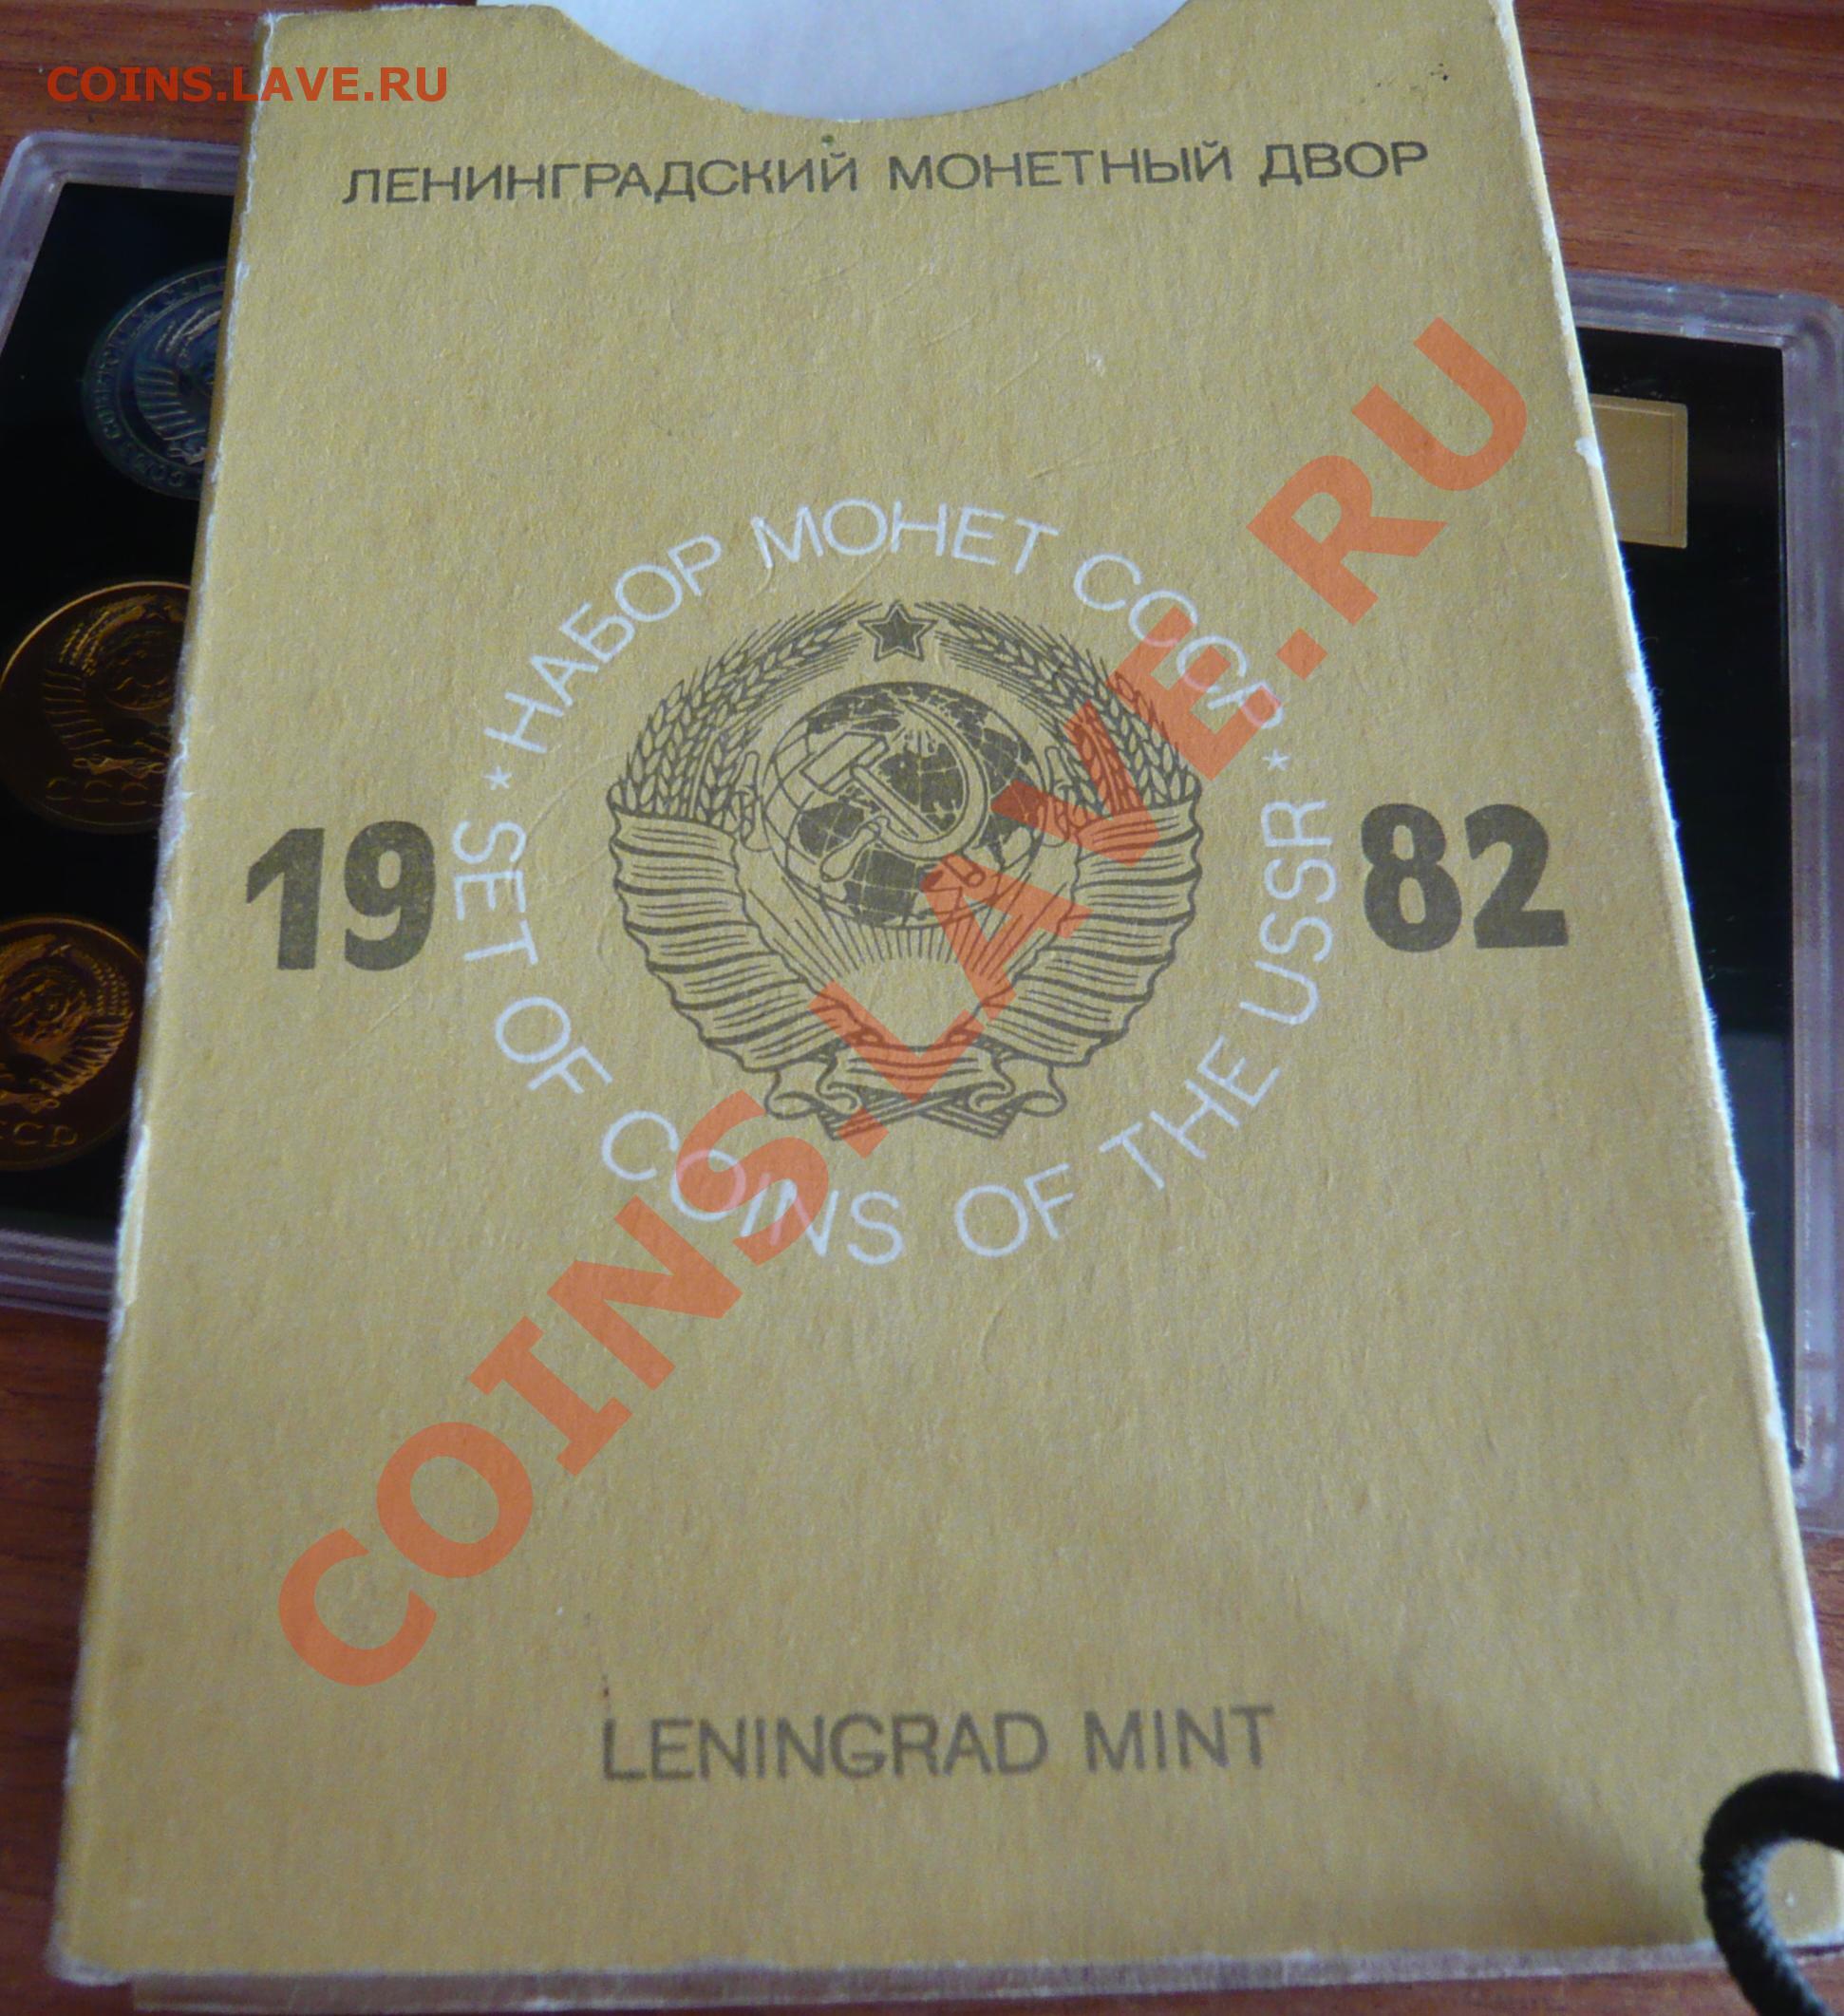 COINS.LAVE.RU
ЛЕНИНГРАДСКИЙ МОНЕТНЫЙ ДВОР
* НАБОР МОНЕТ СССР *
19 82
SET OF COINS OF THE USSR
COINS.LAVE.RU
LENINGRAD MINT